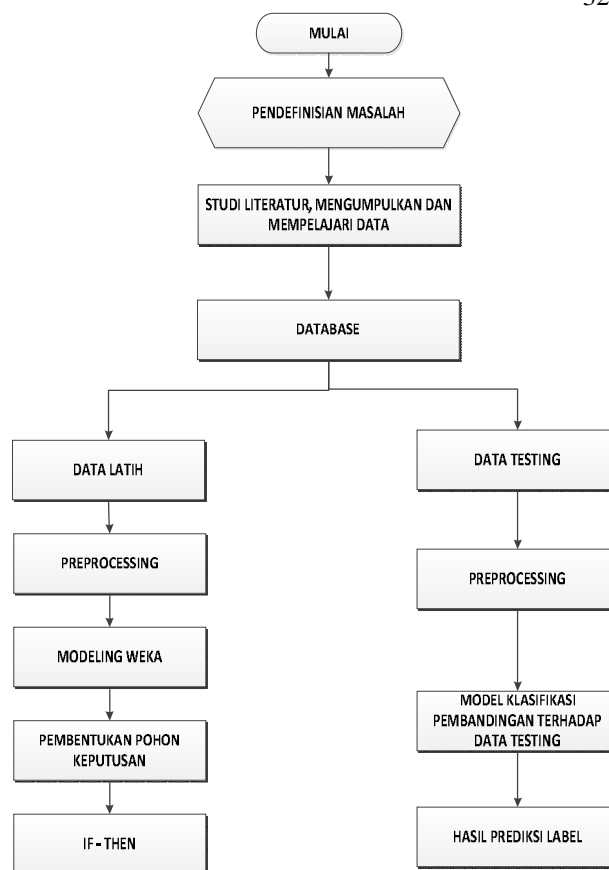 32
MULAI
PENDEFINISIAN MASALAH
STUDI LITERATUR, MENGUMPULKAN DAN
MEMPELAJARI DATA
DATABASE
DATA LATIH
PREPROCESSING
MODELING WEKA
PEMBENTUKAN POHON
KEPUTUSAN
IF - THEN
DATA TESTING
PREPROCESSING
MODEL KLASIFIKASI
PEMBANDINGAN TERHADAP
DATA TESTING
HASIL PREDIKSI LABEL